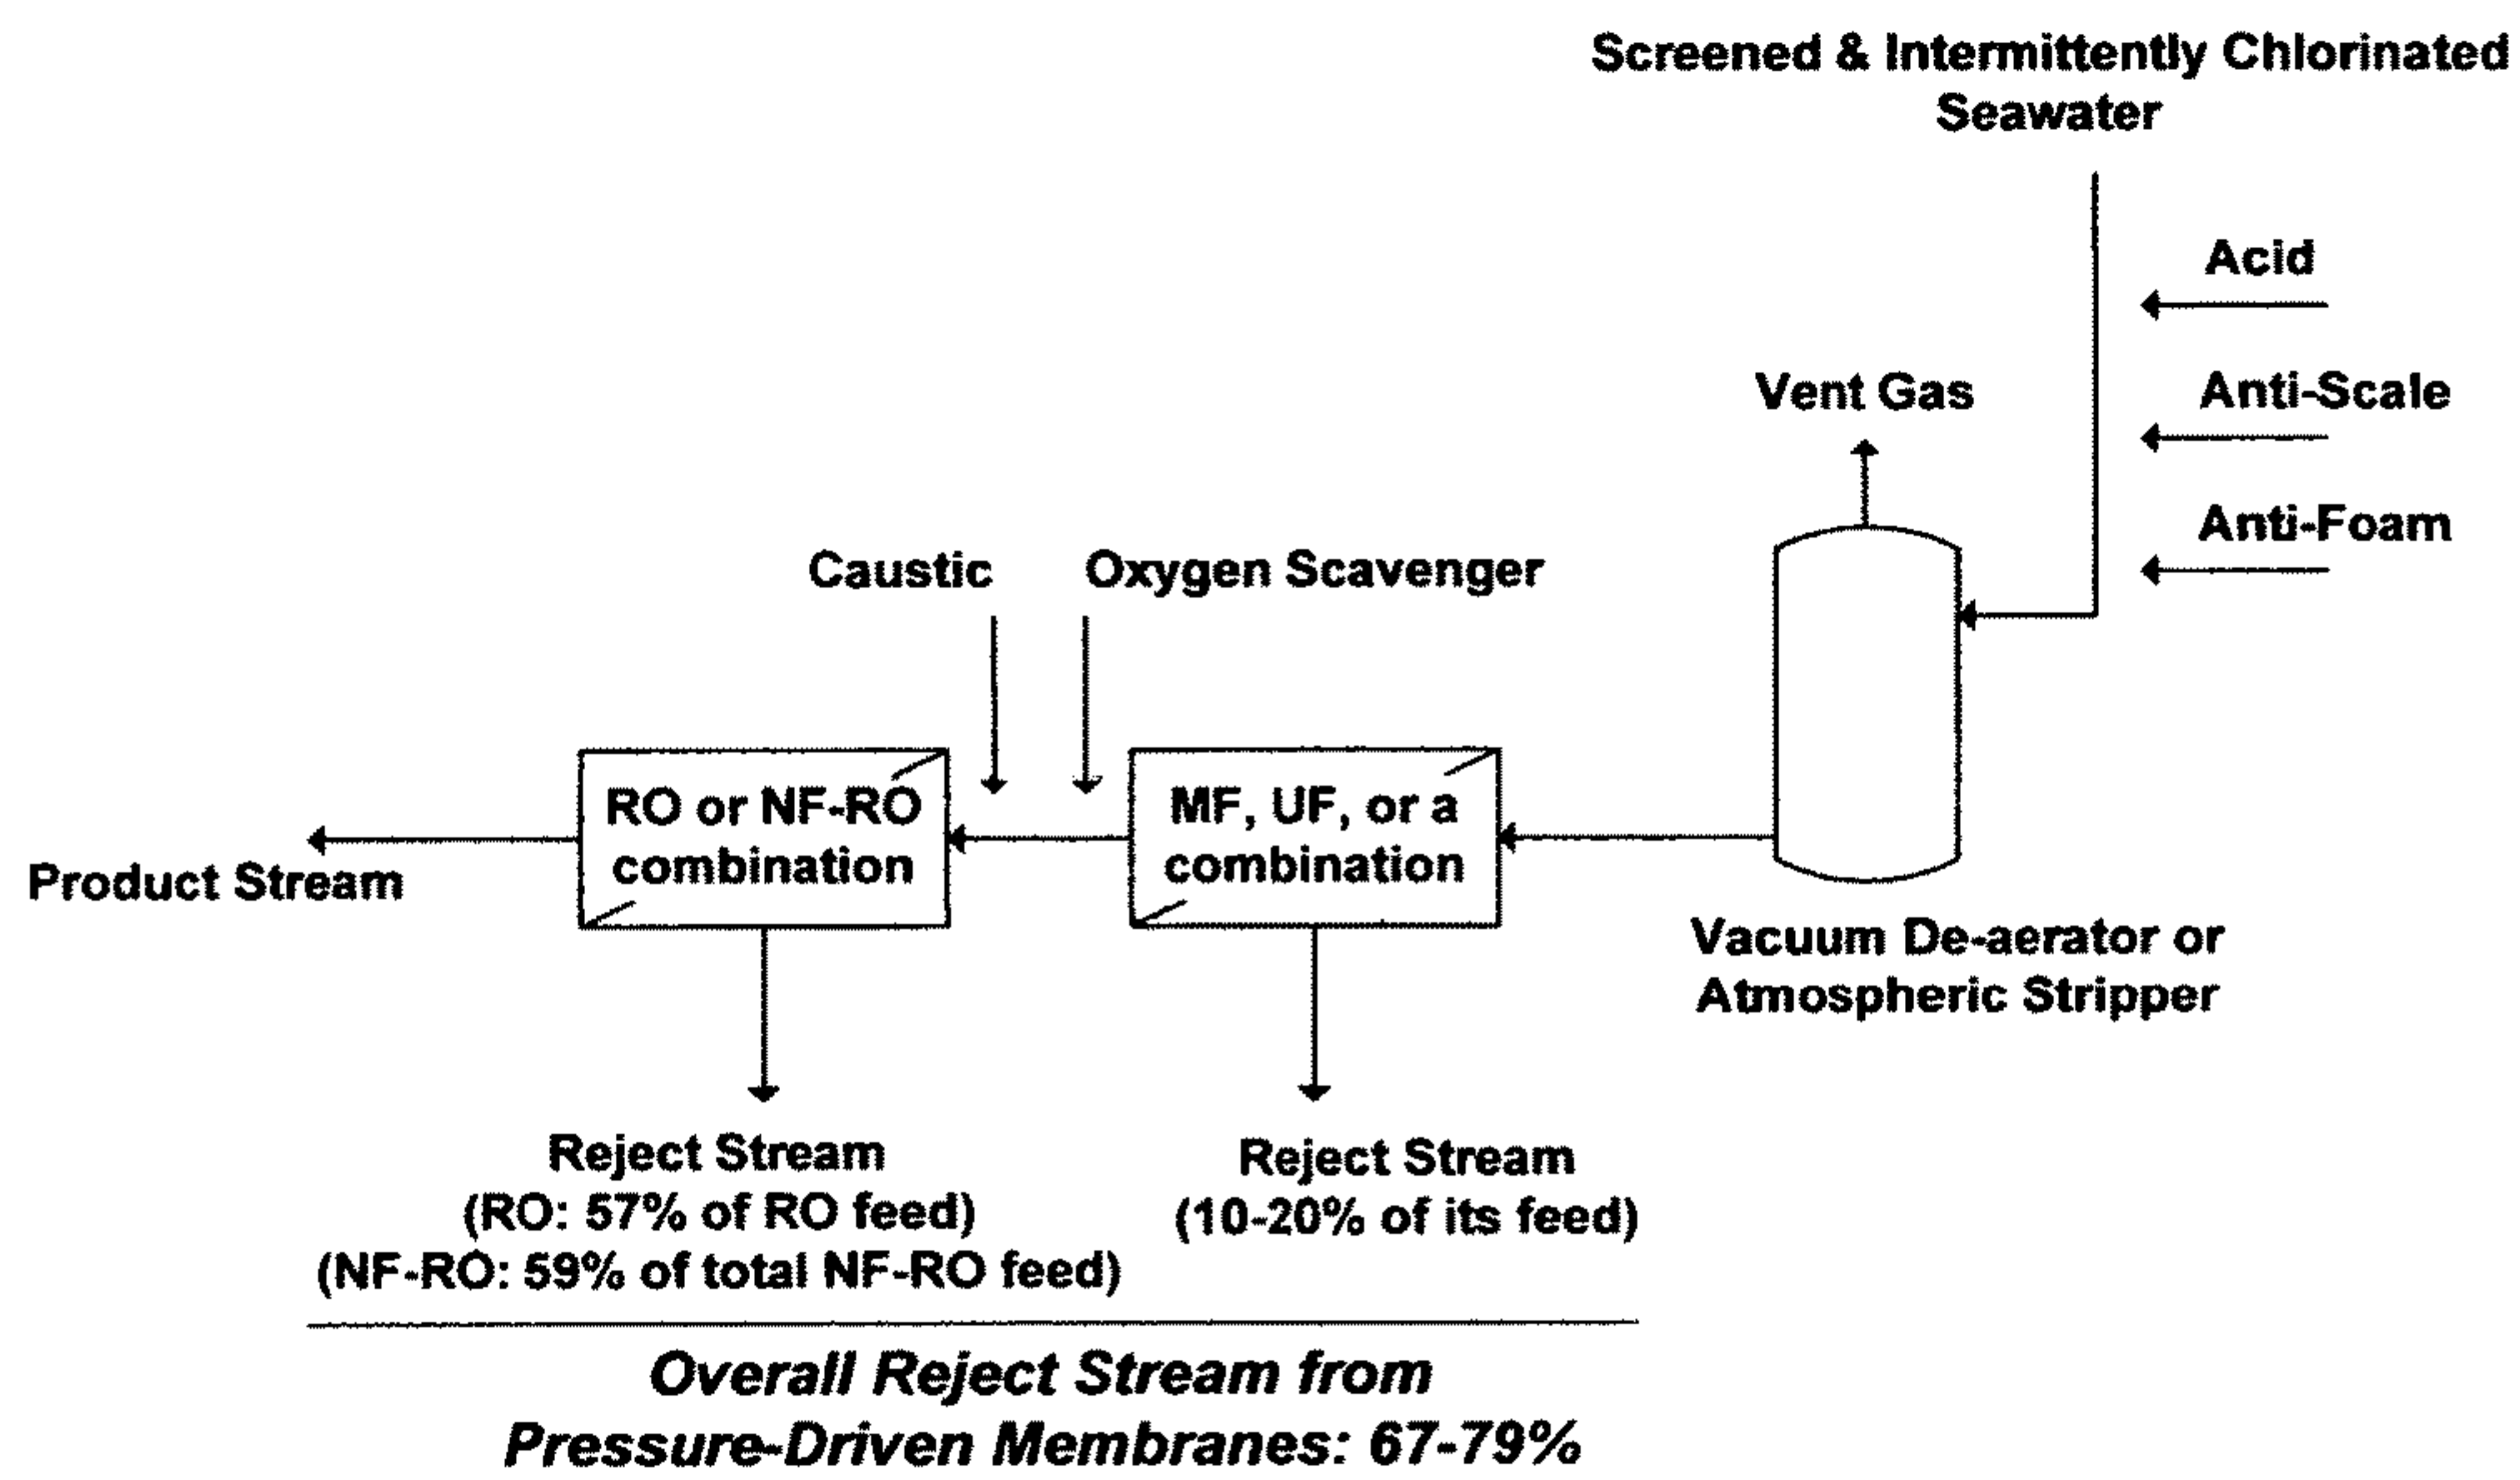 Screened & Intermittently Chlorinated
Seawater
Acid
Vent Gas
Anti-Scale
Anti-Foam
Caustic
Oxygen Scavenger
RO or NF-RO
combination
MF, UF, or a
combination
Product Stream
Vacuum De-aerator or
Atmospheric Stripper
Reject Stream
(RO: 57% of RO feed)
(NF-RO: 59% of total NF-RO feed)
Reject Stream
(10-20% of its feed)
Overall Reject Stream from
Pressure-Driven Membranes: 67-79%